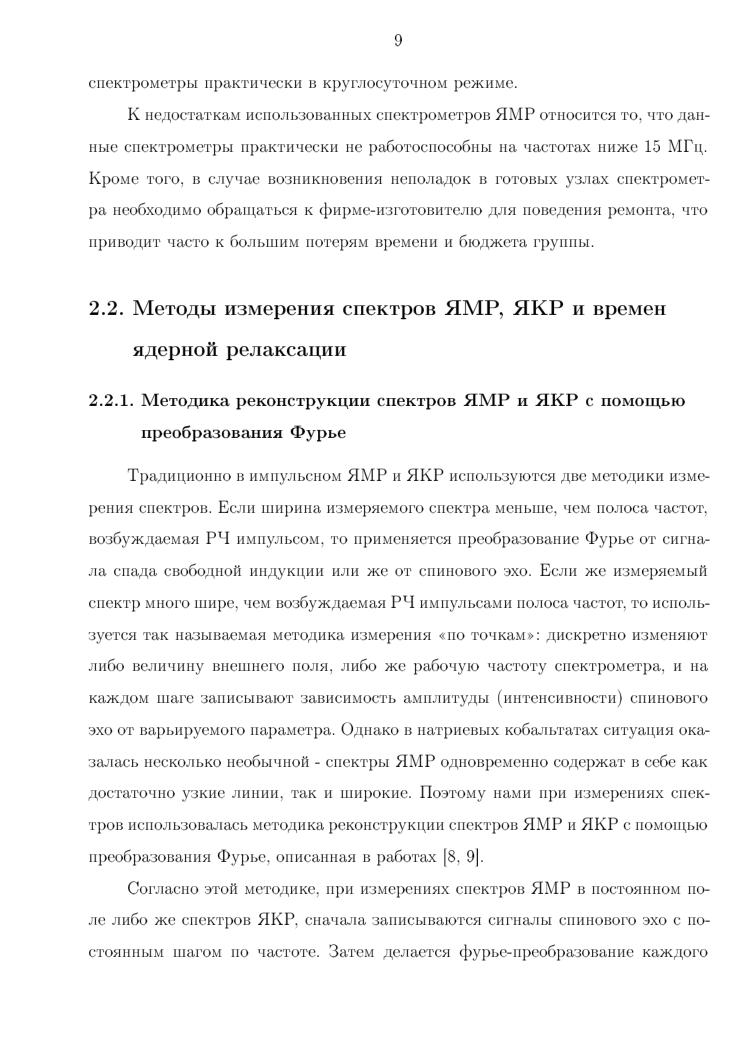 9
спектрометры практически в круглосуточном режиме.
К недостаткам использованных спектрометров ЯМР относится то, что дан-
ные спектрометры практически не работоспособны на частотах ниже 15 МГц.
Кроме того, в случае возникновения неполадок в готовых узлах спектромет-
ра необходимо обращаться к фирме-изготовителю для поведения ремонта, что
приводит часто к большим потерям времени и бюджета группы.
2.2. Методы измерения спектров ЯМР, ЯКР и времен
ядерной релаксации
2.2.1. Методика реконструкции спектров ЯМР и ЯКР с помощью
преобразования Фурье
Традиционно в импульсном ЯМР и ЯКР используются две методики изме-
рения спектров. Если ширина измеряемого спектра меньше, чем полоса частот,
возбуждаемая РЧ импульсом, то применяется преобразование Фурье от сигна-
ла спада свободной индукции или же от спинового эхо. Если же измеряемый
спектр много шире, чем возбуждаемая РЧ импульсами полоса частот, то исполь-
зуется так называемая методика измерения «по точкам»: дискретно изменяют
либо величину внешнего поля, либо же рабочую частоту спектрометра, и на
каждом шаге записывают зависимость амплитуды (интенсивности) спинового
эхо от варьируемого параметра. Однако в натриевых кобальтатах ситуация ока-
залась несколько необычной - спектры ЯМР одновременно содержат в себе как
достаточно узкие линии, так и широкие. Поэтому нами при измерениях спек-
тров использовалась методика реконструкции спектров ЯМР и ЯКР с помощью
преобразования Фурье, описанная в работах [8, 9].
Согласно этой методике, при измерениях спектров ЯМР в постоянном по-
ле либо же спектров ЯКР, сначала записываются сигналы спинового эхо с по-
стоянным шагом по частоте. Затем делается фурье-преобразование каждого